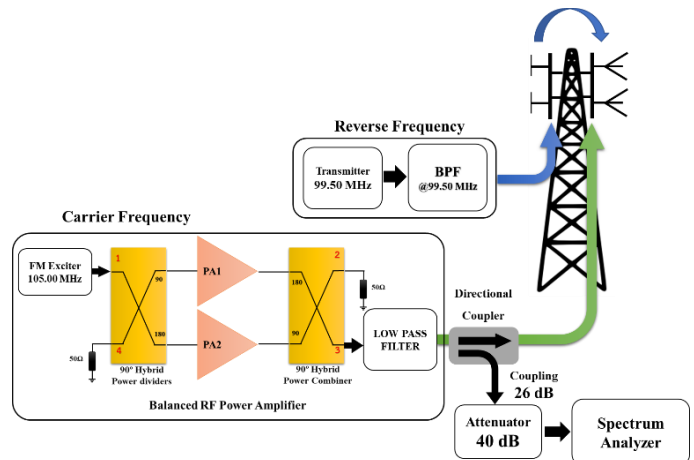 Reverse Frequency
Transmitter
99.50 MHz
BPF
@99.50 MHz
Carrier Frequency
FM Exciter
105.00 MHz
1
90
180
4
50Ω
90º Hybrid
Power dividers
PA1
PA2
2
180
90
3
50Ω
90º Hybrid
Power Combiner
LOW PASS
FILTER
Balanced RF Power Amplifier
Directional
Coupler
Coupling
26 dB
Attenuator
40 dB
Spectrum
Analyzer